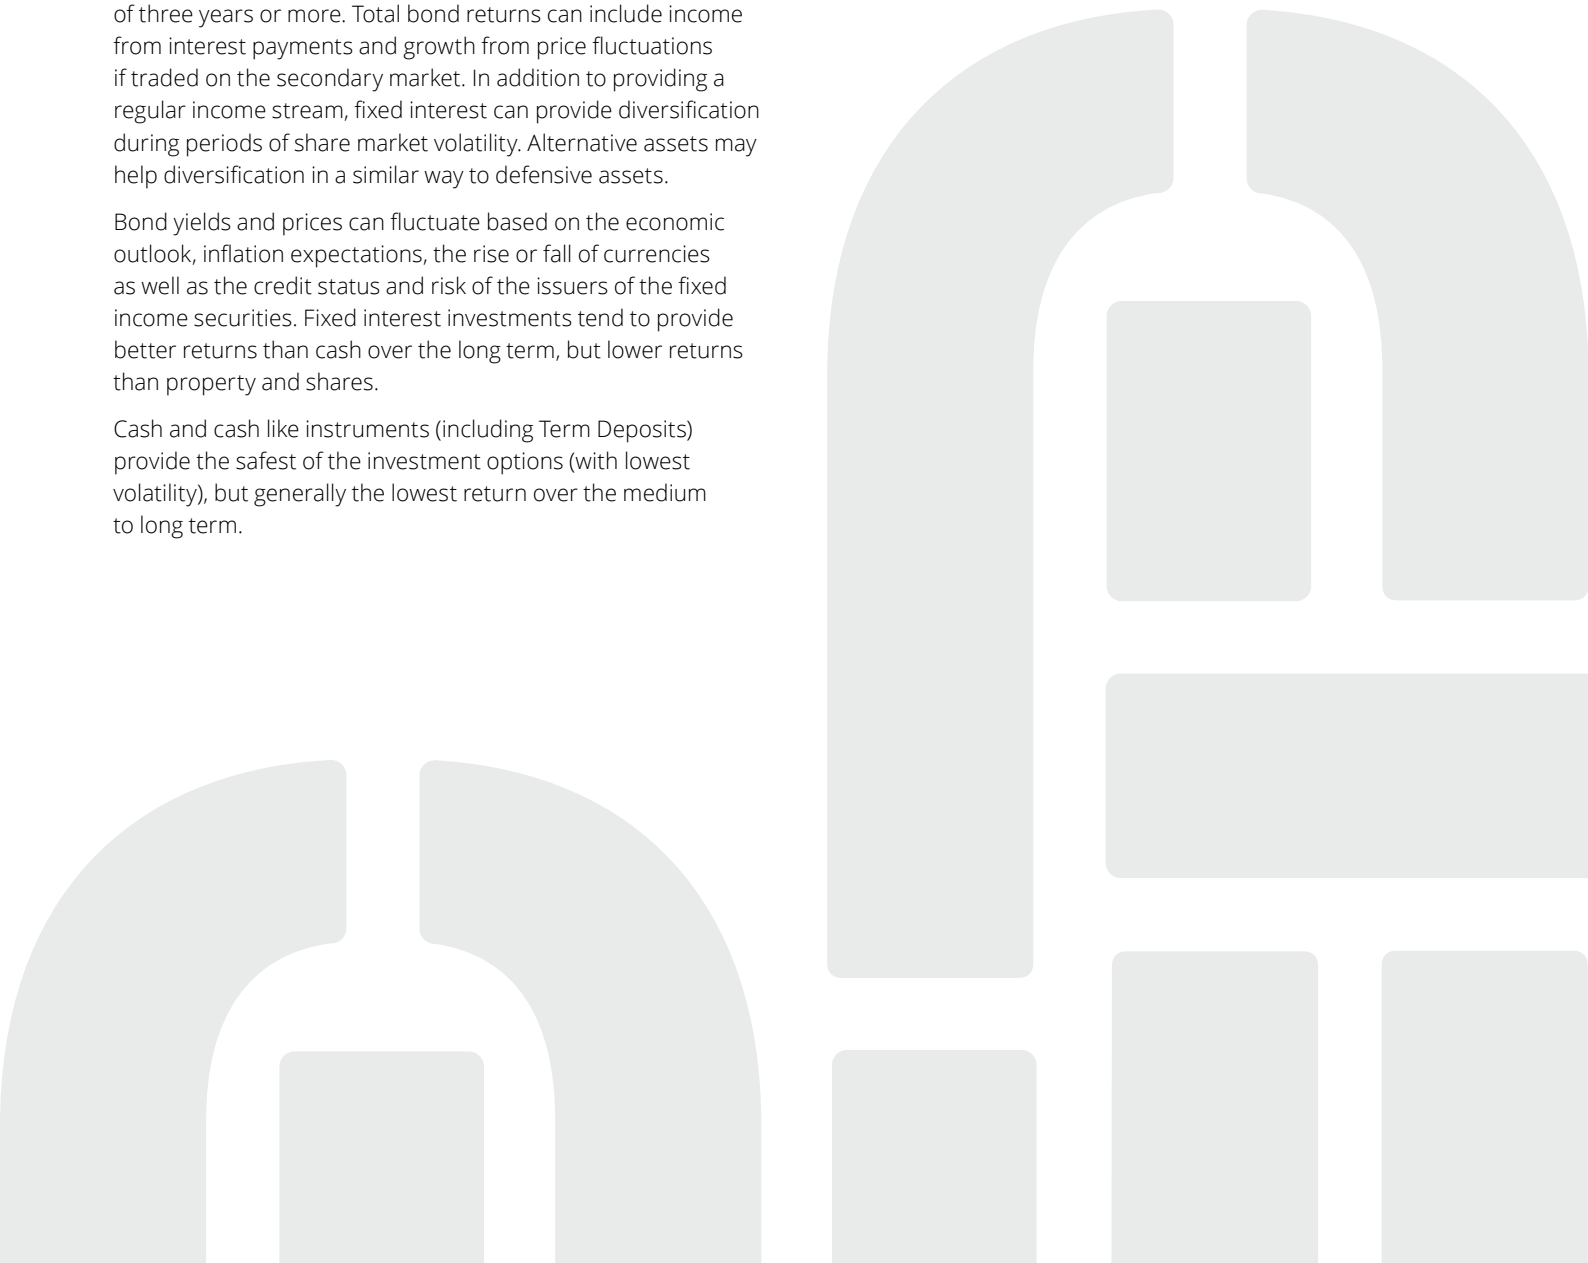 of three years or more. Total bond returns can include income
from interest payments and growth from price fluctuations
if traded on the secondary market. In addition to providing a
regular income stream, fixed interest can provide diversification
during periods of share market volatility. Alternative assets may
help diversification in a similar way to defensive assets.
Bond yields and prices can fluctuate based on the economic
outlook, inflation expectations, the rise or fall of currencies
as well as the credit status and risk of the issuers of the fixed
income securities. Fixed interest investments tend to provide
better returns than cash over the long term, but lower returns
than property and shares.
Cash and cash like instruments (including Term Deposits)
provide the safest of the investment options (with lowest
volatility), but generally the lowest return over the medium
to long term.